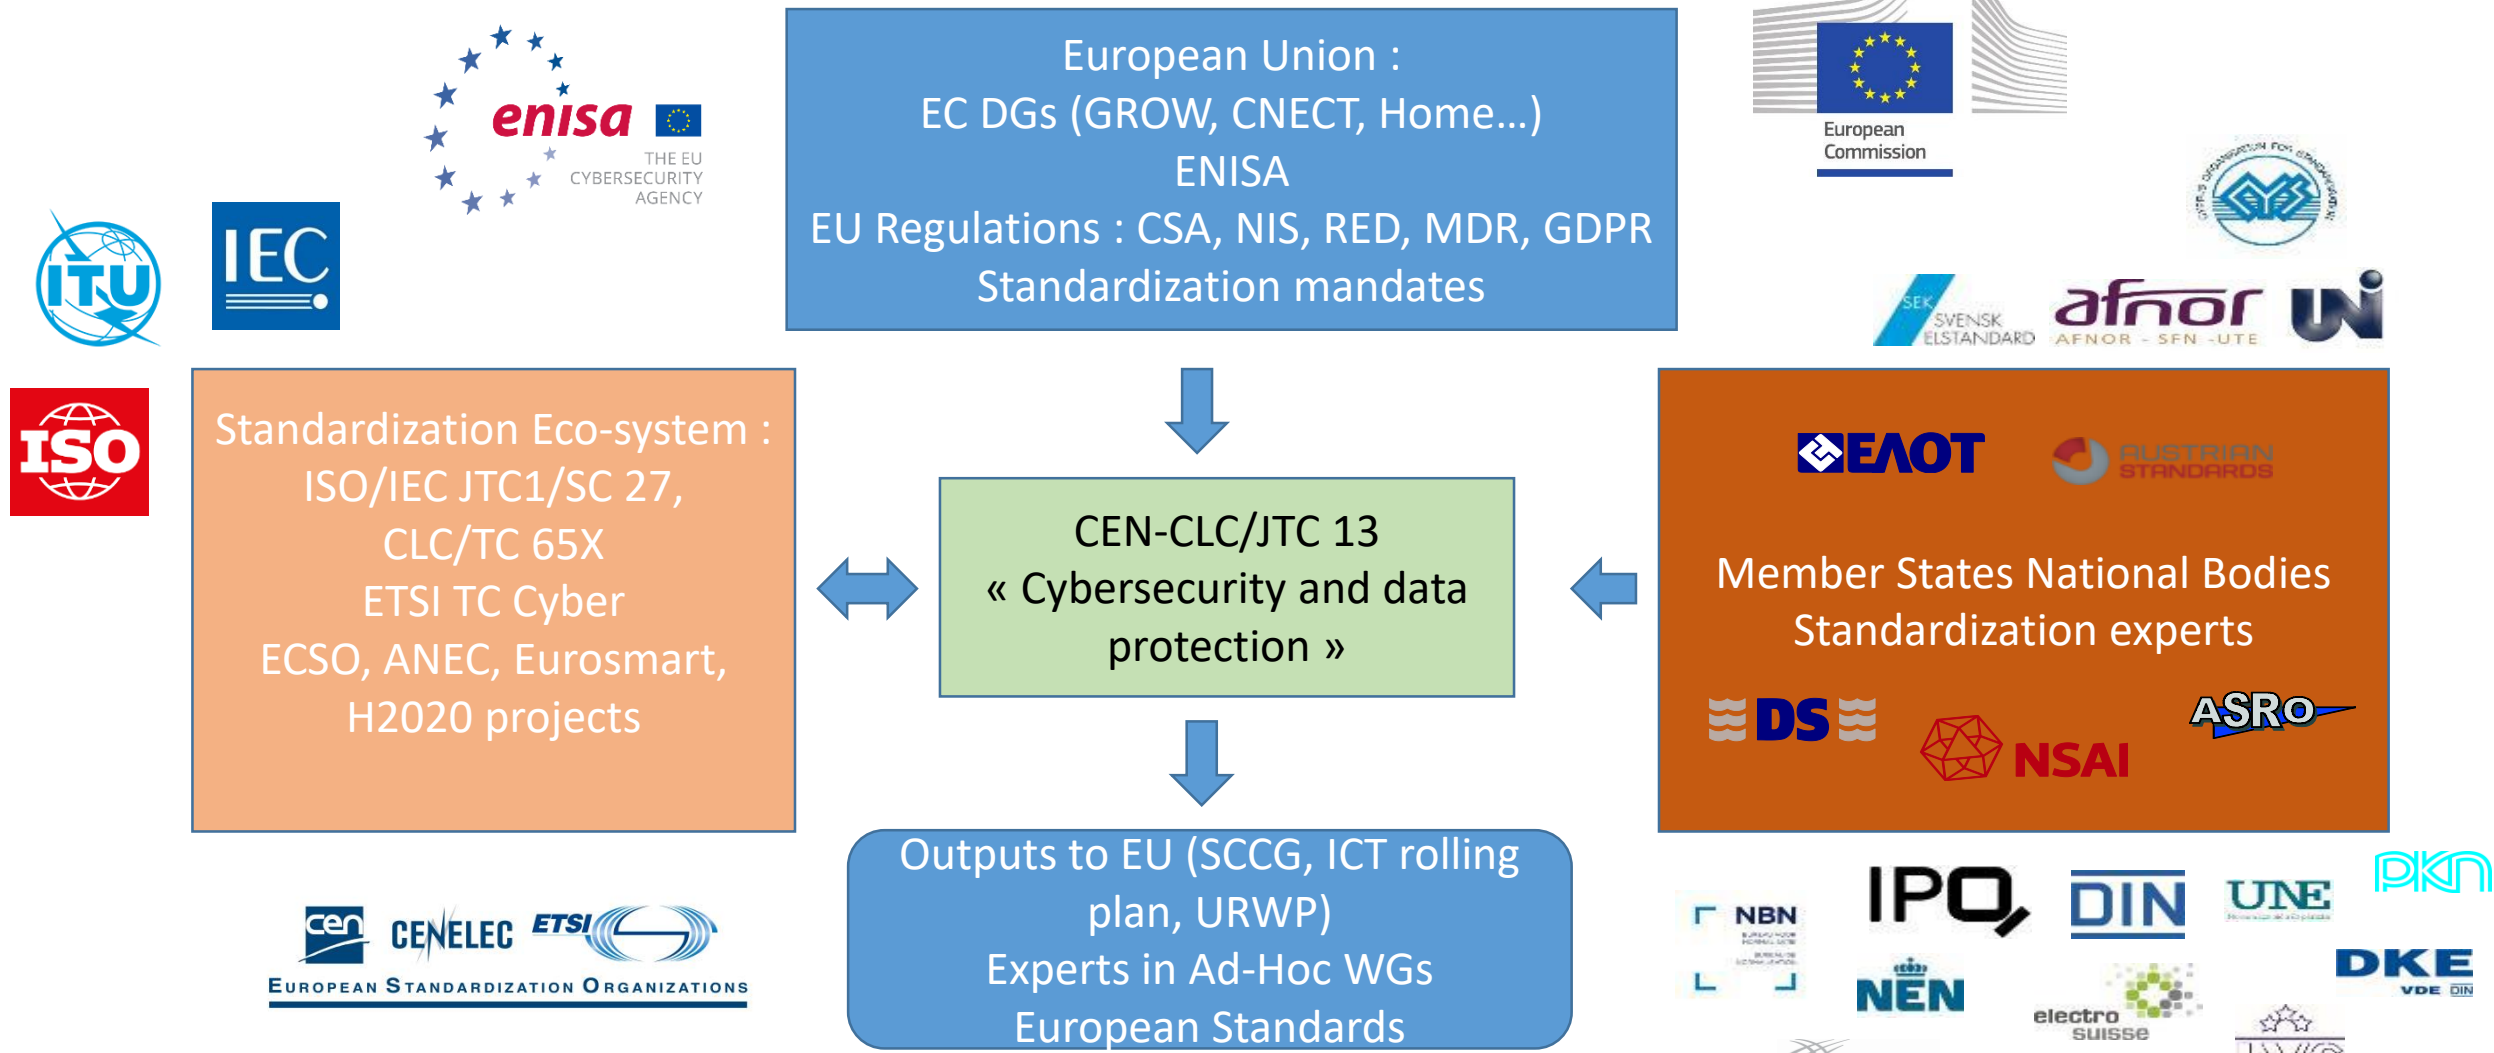 enisa
THE EU
CYBERSECURITY
AGENCY
European Union :
EC DGs (GROW, CNECT, Home...)
ENISA
EU Regulations : CSA, NIS, RED, MDR, GDPR
Standardization mandates
European
Commission
CYPRUS ORGANISATION FOR STANDARDISATION
CYS
ITU
IEC
ISO
SEK
SVENSK
ELSTANDARD
afnor
AFNOR - SFN -UTE
UNI
Standardization Eco-system :
ISO/IEC JTC1/SC 27,
CLC/TC 65X
ETSI TC Cyber
ECSO, ANEC, Eurosmart,
H2020 projects
CEN-CLC/JTC 13
« Cybersecurity and data
protection »
ΕΛΟΤ
AUSTRIAN
STANDARDS
Member States National Bodies
Standardization experts
DS
NSAI
ASRO
Outputs to EU (SCCG, ICT rolling
plan, URWP)
Experts in Ad-Hoc WGs
European Standards
cen
CENELEC
ETSI
EUROPEAN STANDARDIZATION ORGANIZATIONS
NBN
IPQ
DIN
UNE
pkn
NEN
electro
suisse
DKE
VDE DIN